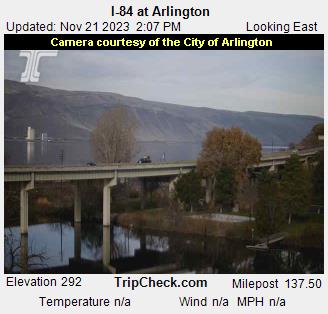 I-84 at Arlington
Updated: Nov 21 2023 2:07 PM Looking East
Camera courtesy of the City of Arlington
Elevation 292 TripCheck.com Milepost 137.50
Temperature n/a Wind n/a MPH n/a